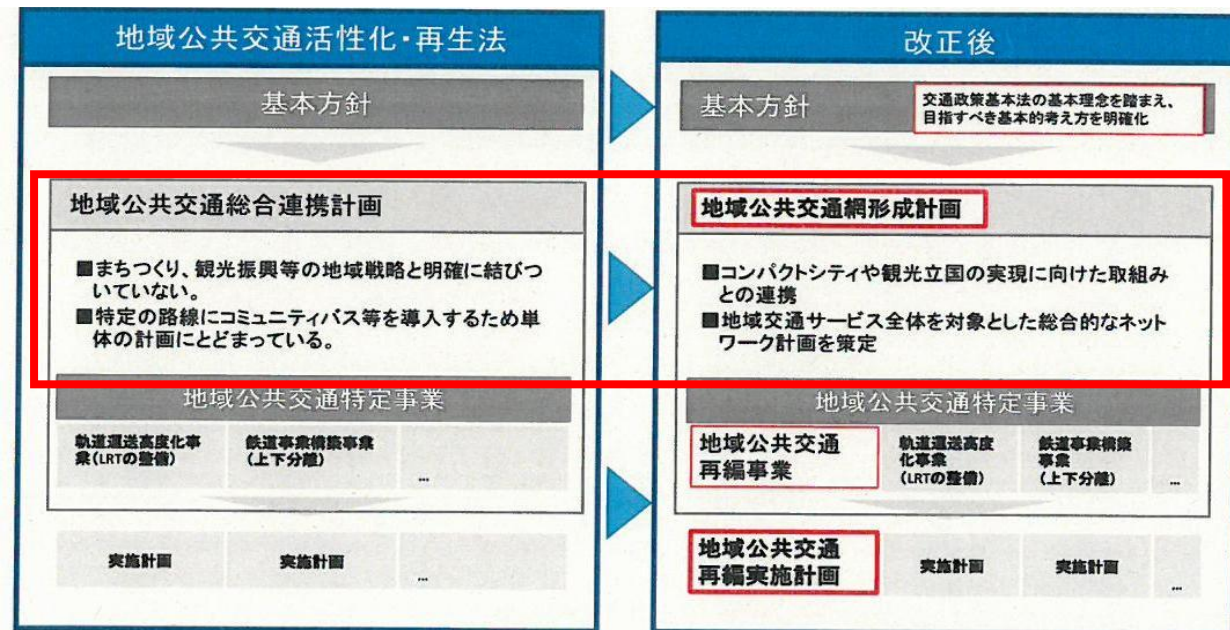 地域公共交通活性化・再生法
基本方針
地域公共交通総合連携計画
■まちつくり、観光振興等の地域戦略と明確に結びつ
いていない。
■特定の路線にコミュニティバス等を導入するため単
体の計画にとどまっている。
地域公共交通特定事業
軌道運送高度化事
業(LRTの整備)
鉄道事業構築事業
(上下分離)
...
実施計画
実施計画
...
改正後
基本方針
交通政策基本法の基本理念を踏まえ、
目指すべき基本的考え方を明確化
地域公共交通網形成計画
■コンパクトシティや観光立国の実現に向けた取組み
との連携
■地域交通サービス全体を対象とした総合的なネット
ワーク計画を策定
地域公共交通特定事業
地域公共交通
再編事業
軌道運送高度
化事業
(LRTの整備)
鉄道事業構築
事業
(上下分離)
...
地域公共交通
再編実施計画
実施計画
実施計画
...